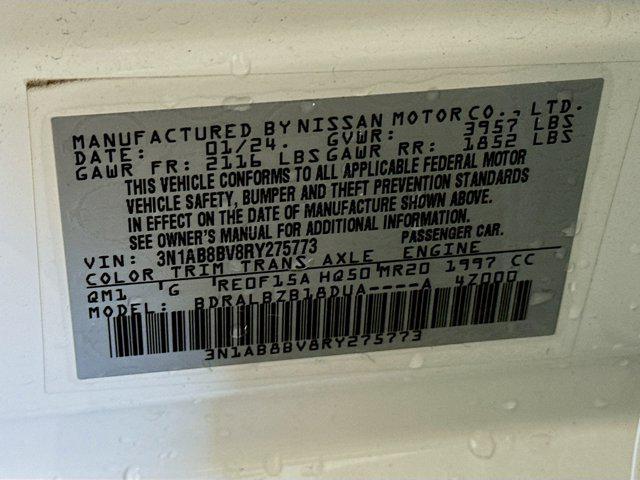 MANUFACTURED BY NISSAN MOTOR CO., LTD.
DATE: 01/24. GVWR: 3957 LBS
GAWR FR: 2116 LBS GAWR RR: 1852 LBS
THIS VEHICLE CONFORMS TO ALL APPLICABLE FEDERAL MOTOR
VEHICLE SAFETY, BUMPER AND THEFT PREVENTION STANDARDS
IN EFFECT ON THE DATE OF MANUFACTURE SHOWN ABOVE.
SEE OWNER'S MANUAL FOR ADDITIONAL INFORMATION.
VIN: 3N1AB8BV8RY275773 PASSENGER CAR.
COLOR TRIM TRANS AXLE ENGINE
QM1 G RE0F15A HQ50 MR20 1997 CC
MODEL: BDRALBZB18DUA----A 4Z000
3N1AB8BV8RY275773